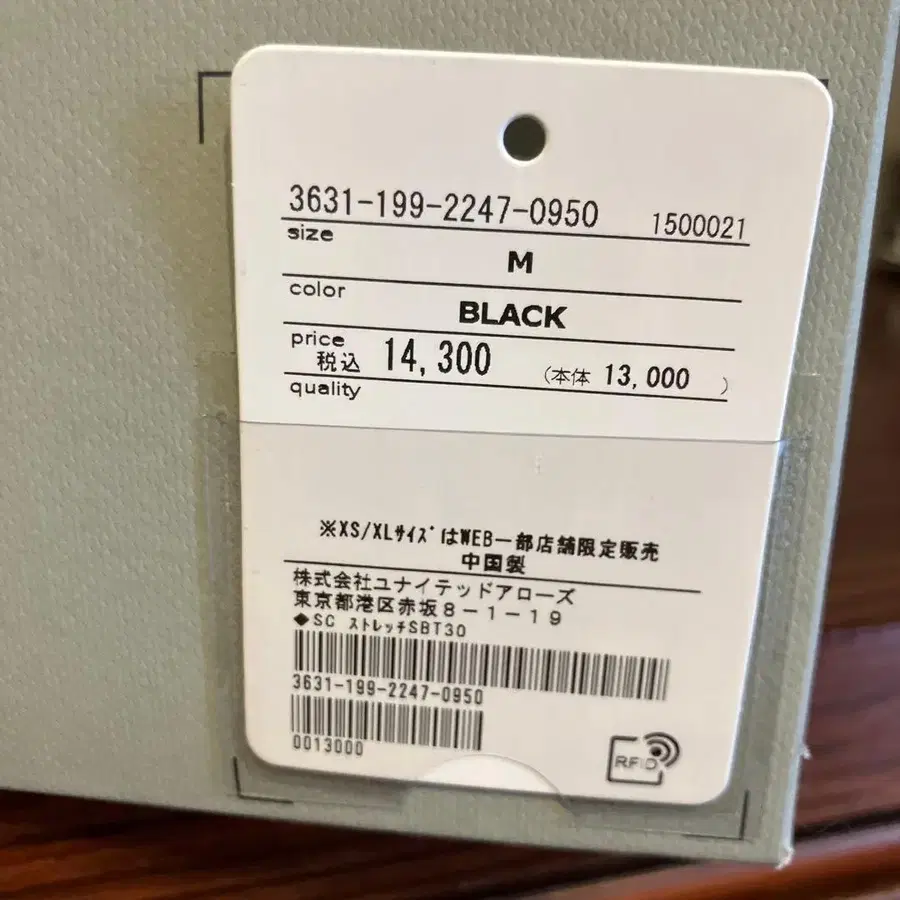 3631-199-2247-0950 1500021
size
M
color
BLACK
price
税込 14,300 (本体 13,000 )
quality
※XS/XLｻｲｽﾞはWEB一部店舗限定販売
中国製
株式会社ユナイテッドアローズ
東京都港区赤坂８－１－１９
◆SC ｽﾄﾚｯﾁSBT30
3631-199-2247-0950
0013000
RFID